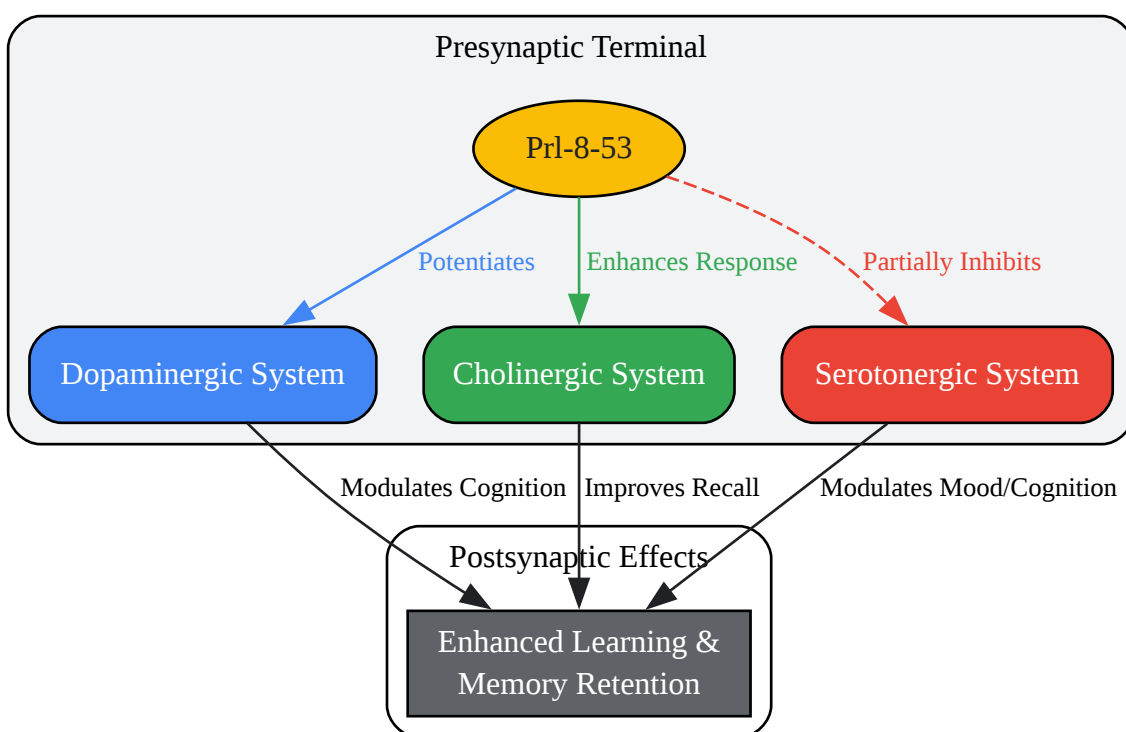 Presynaptic Terminal
Prl-8-53
Potentiates
Enhances Response
Partially Inhibits
Dopaminergic System
Cholinergic System
Serotonergic System
Modulates Cognition
Improves Recall
Modulates Mood/Cognition
Postsynaptic Effects
Enhanced Learning &
Memory Retention